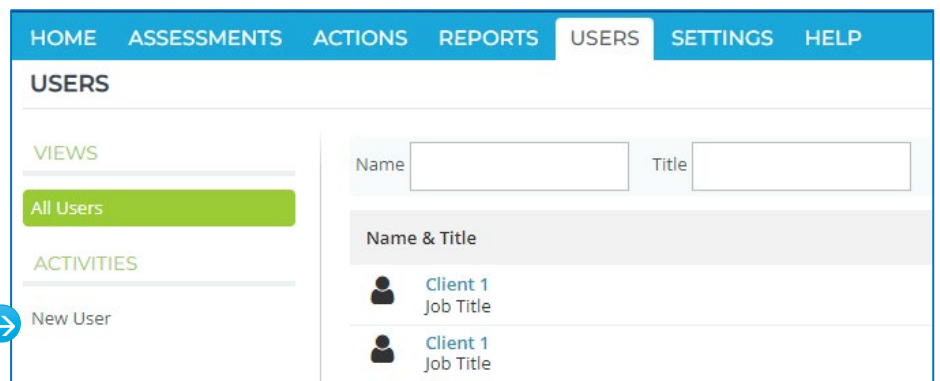 HOME ASSESSMENTS ACTIONS REPORTS USERS SETTINGS HELP
USERS
VIEWS
All Users
ACTIVITIES
New User
Name Title
Name & Title
Client 1
Job Title
Client 1
Job Title